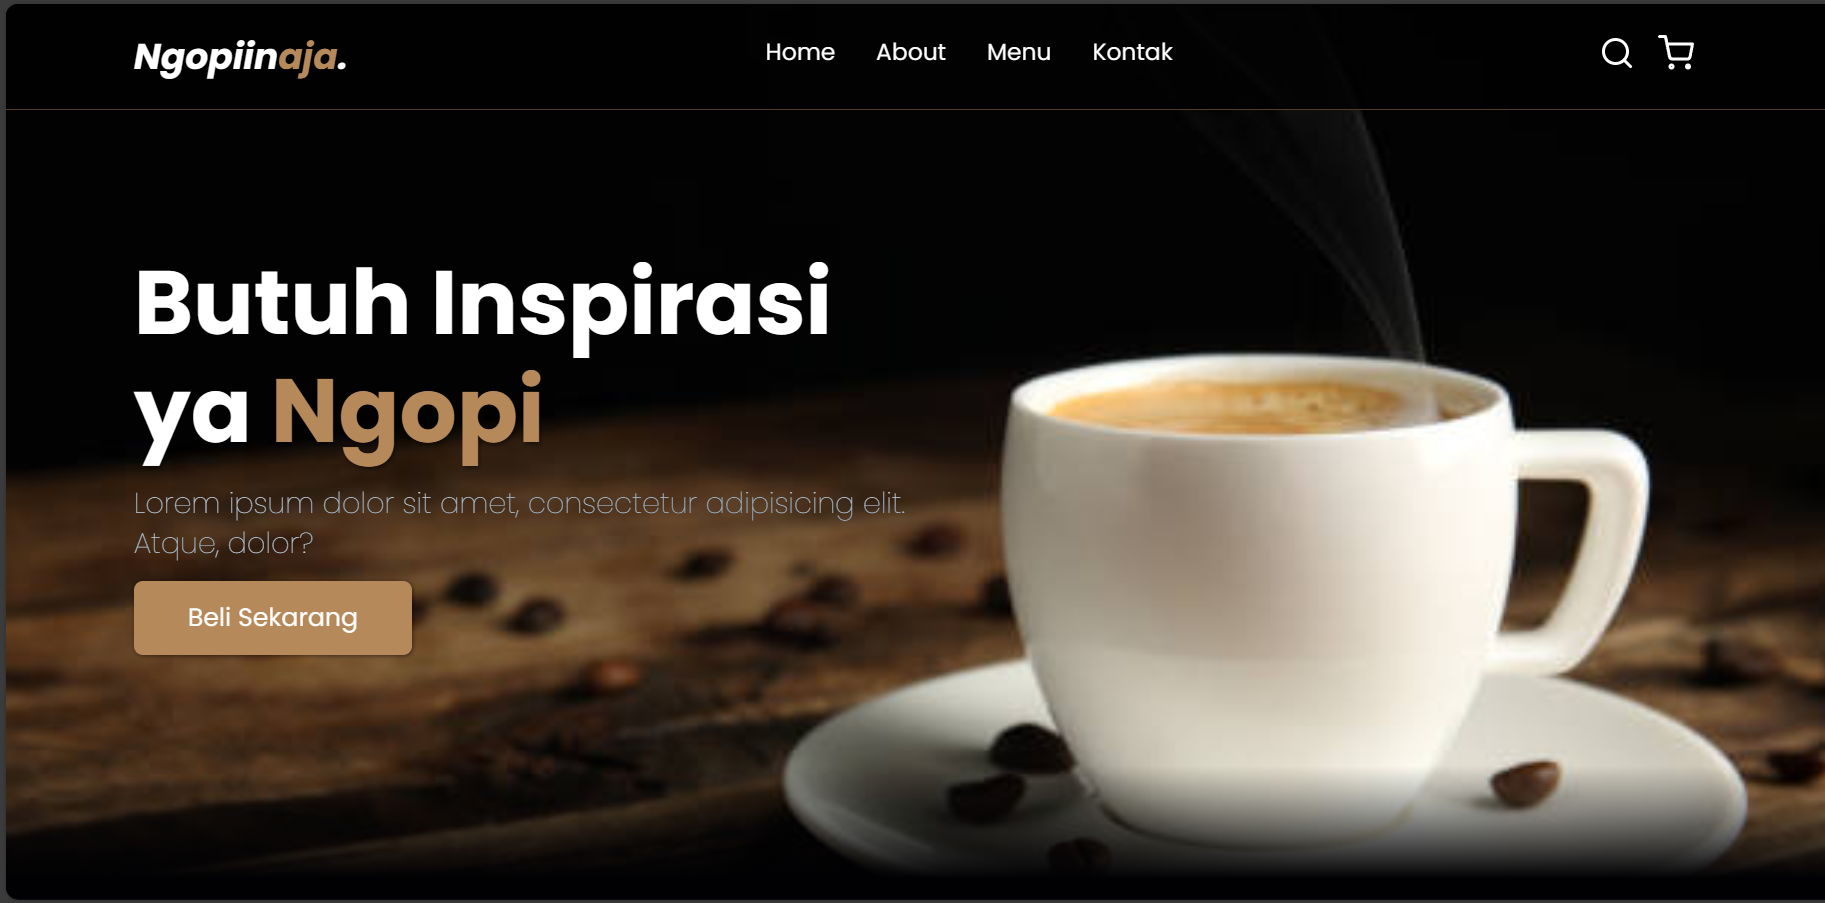 Ngopiinaja.
Home About Menu Kontak
Butuh Inspirasi
ya Ngopi
Lorem ipsum dolor sit amet, consectetur adipisicing elit.
Atque, dolor?
Beli Sekarang